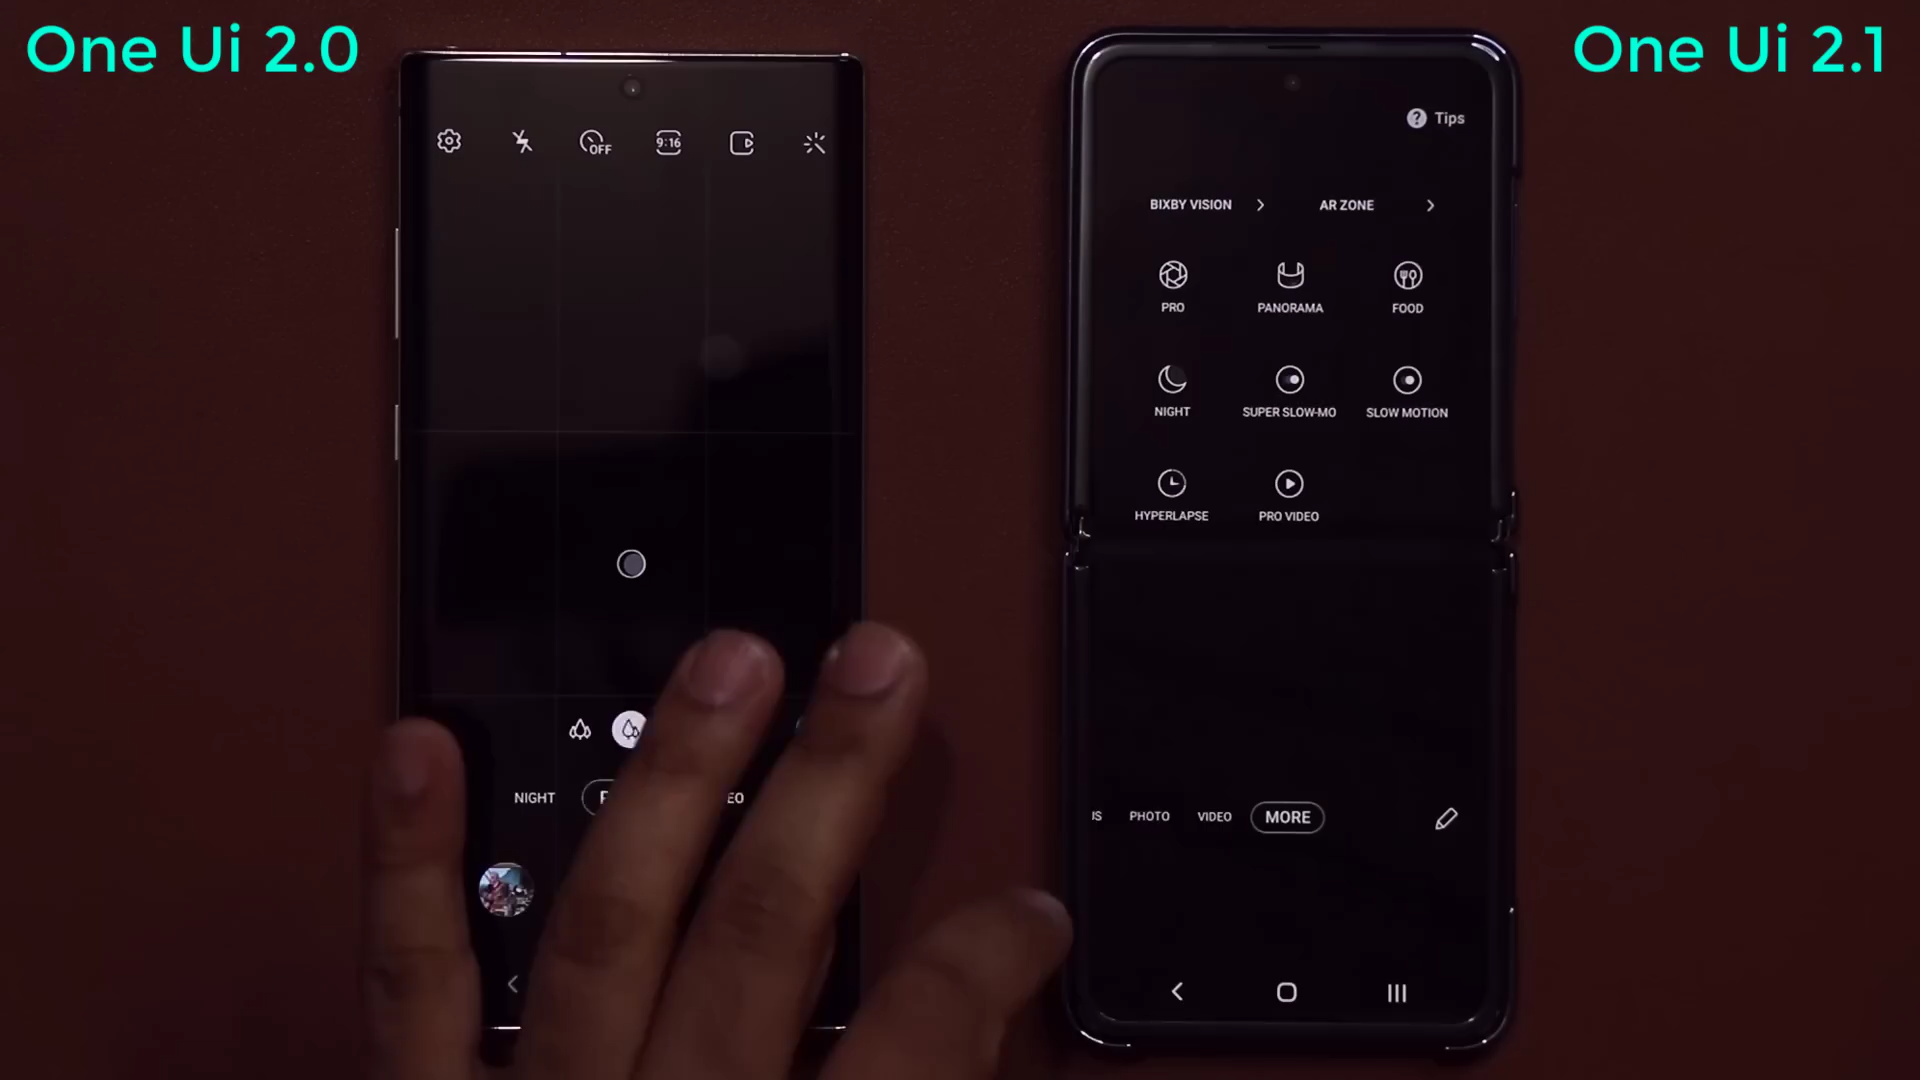 One Ui 2.0
One Ui 2.1
OFF
9:16
Tips
BIXBY VISION
AR ZONE
PRO
PANORAMA
FOOD
NIGHT
SUPER SLOW-MO
SLOW MOTION
HYPERLAPSE
PRO VIDEO
NIGHT
PHOTO
VIDEO
MORE